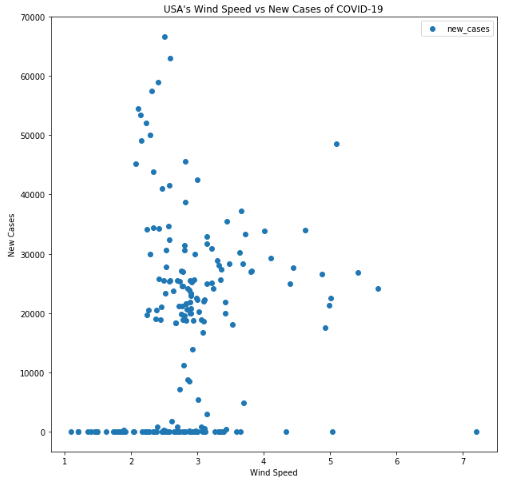 USA's Wind Speed vs New Cases of COVID-19
new_cases
70000
60000
50000
40000
30000
20000
10000
0
New Cases
1 2 3 4 5 6 7
Wind Speed